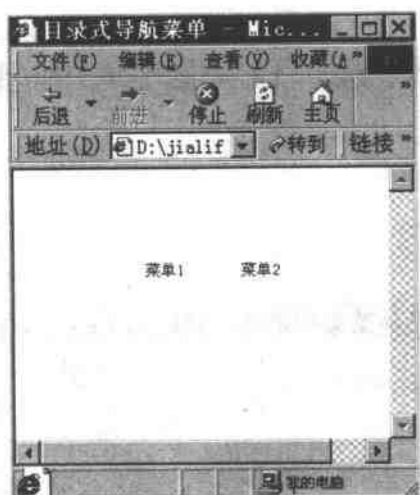 目录式导航菜单 - Mic...
文件(F) 编辑(E) 查看(V) 收藏(A »
后退 前进 停止 刷新 主页 »
地址(D) D:\jialif 转到 链接 »
菜单1 菜单2
我的电脑